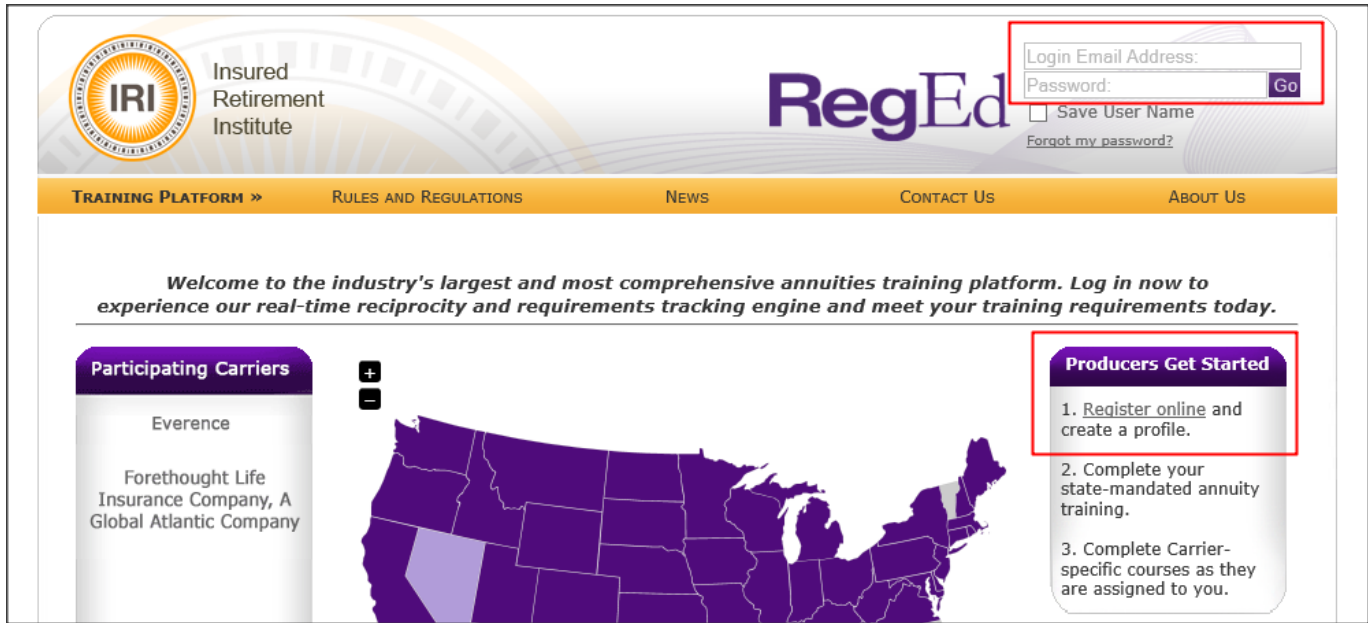 IRI
Insured
Retirement
Institute
RegEd
Login Email Address:
Password:
Go
Save User Name
Forgot my password?
TRAINING PLATFORM »
RULES AND REGULATIONS
NEWS
CONTACT US
ABOUT US
Welcome to the industry's largest and most comprehensive annuities training platform. Log in now to
experience our real-time reciprocity and requirements tracking engine and meet your training requirements today.
Participating Carriers
Everence
Forethought Life
Insurance Company, A
Global Atlantic Company
+
–
Producers Get Started
1. Register online and
create a profile.
2. Complete your
state-mandated annuity
training.
3. Complete Carrier-
specific courses as they
are assigned to you.